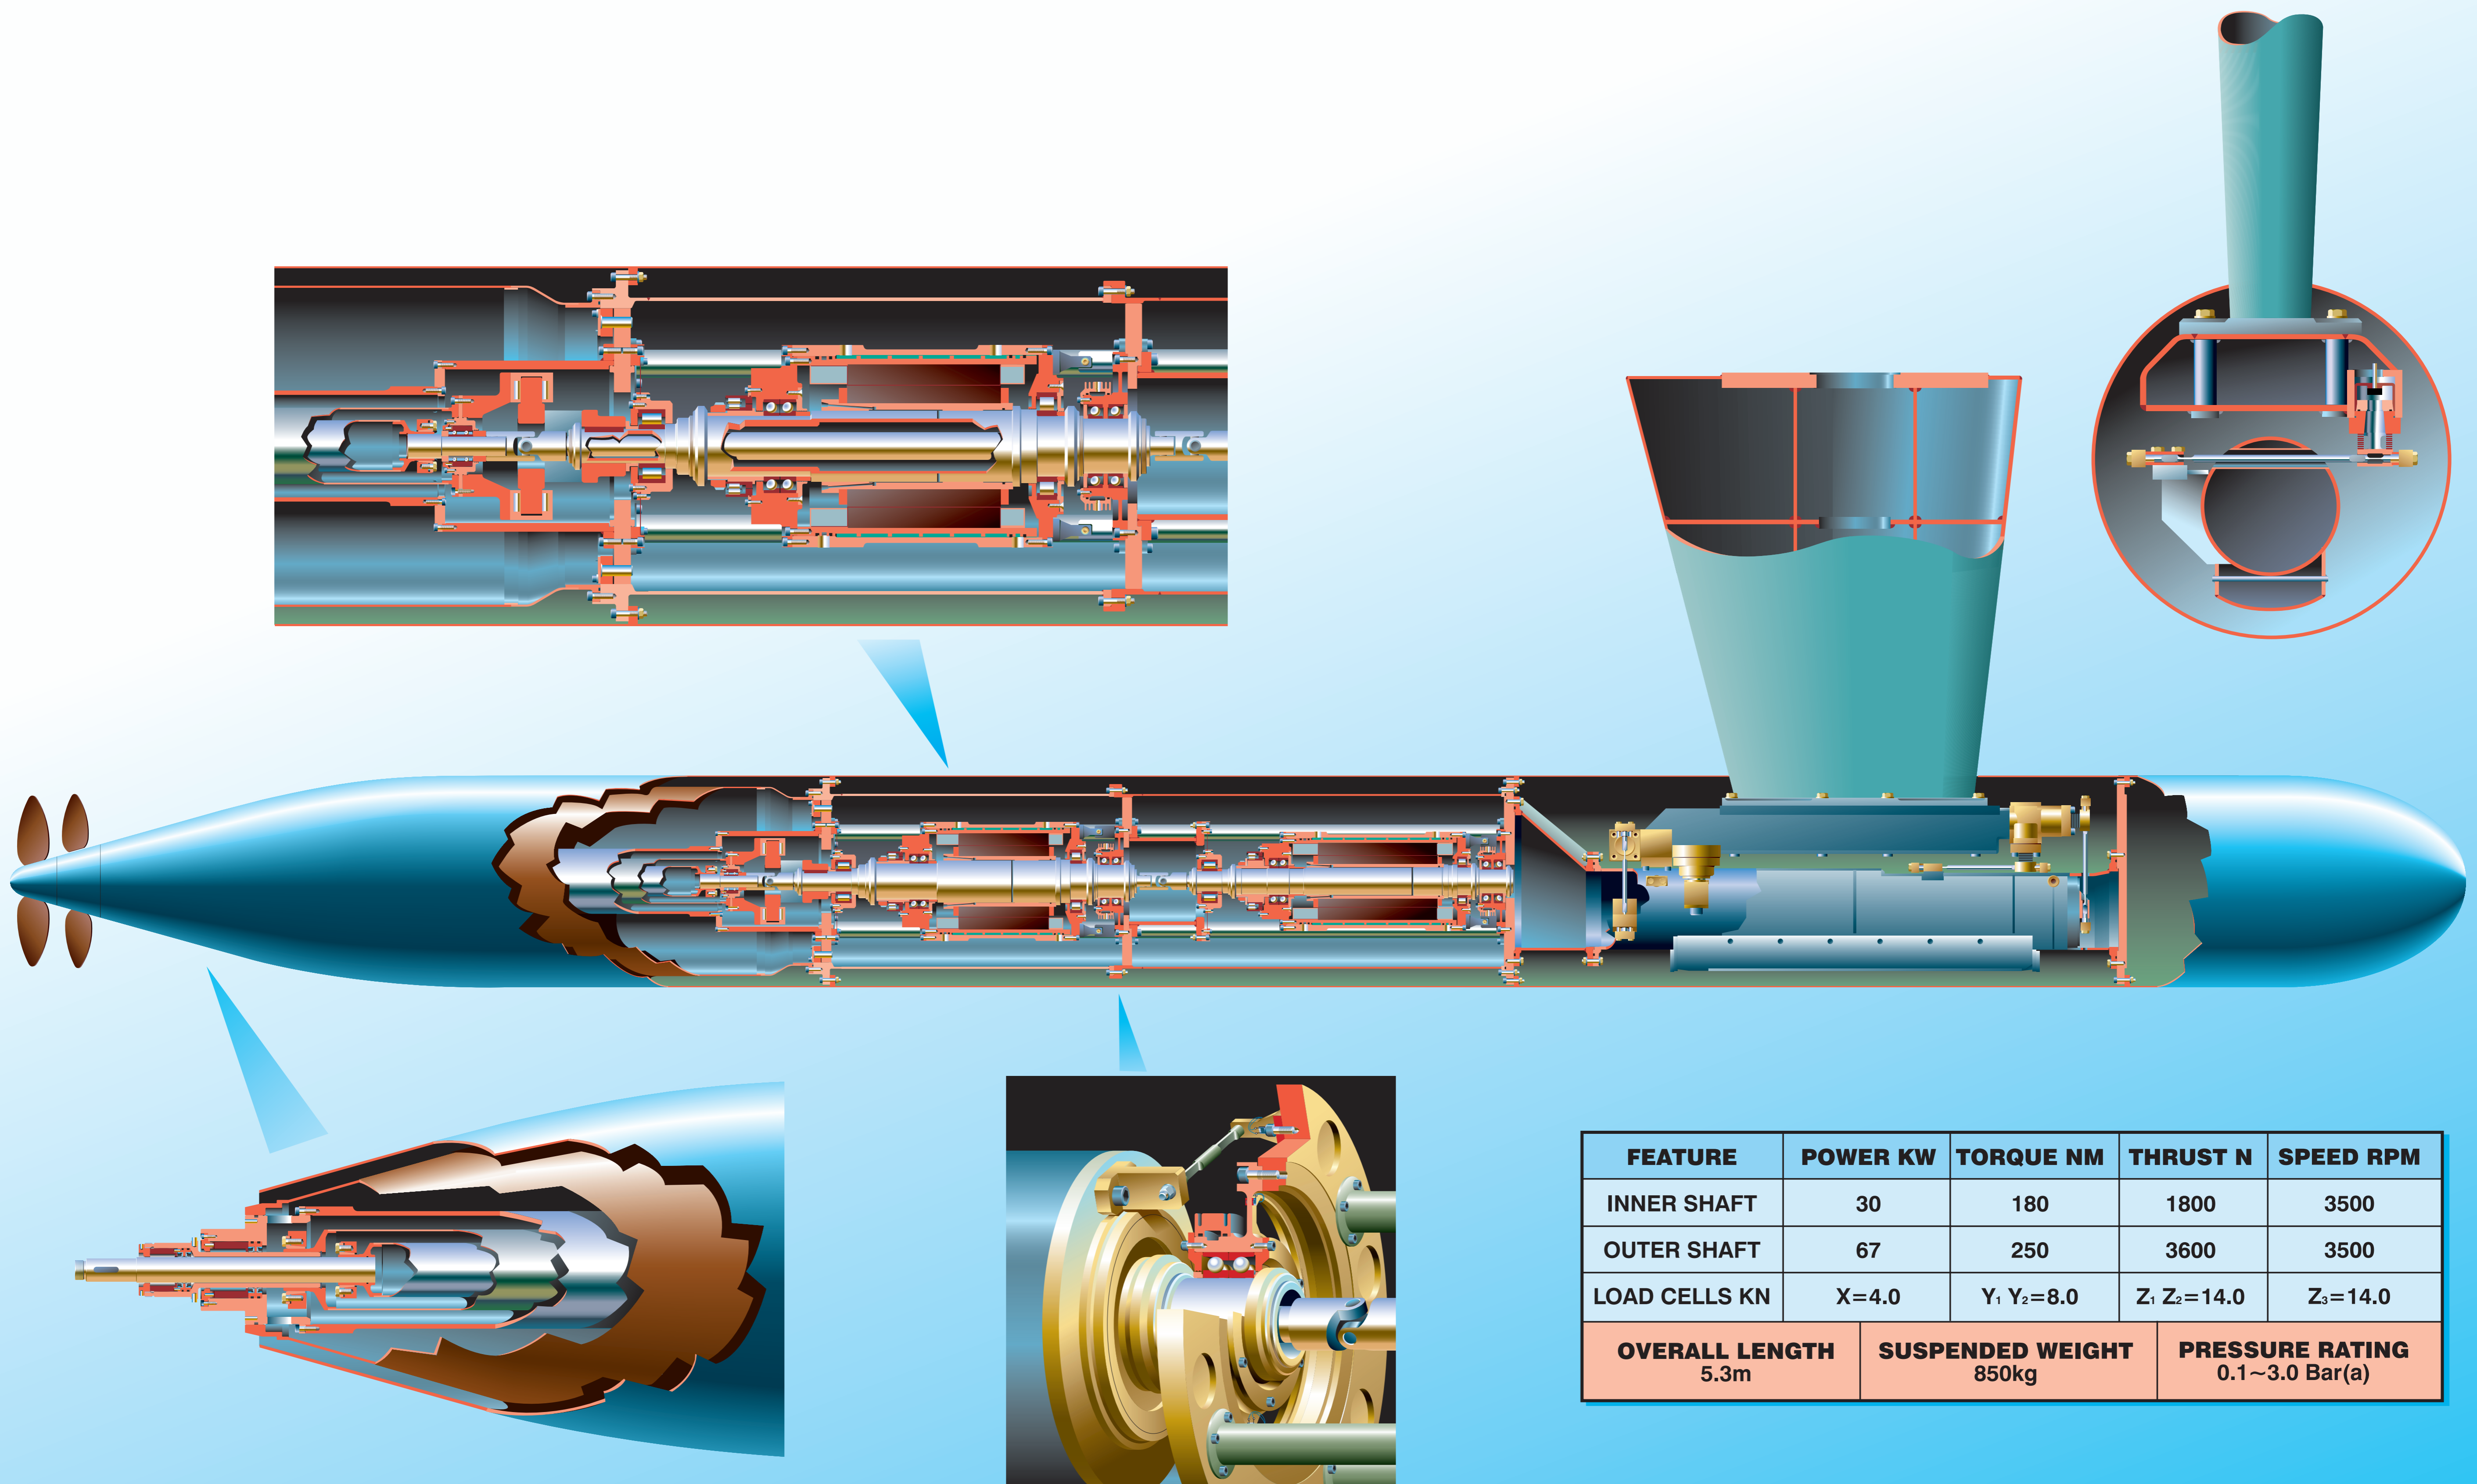 FEATURE POWER KW TORQUE NM THRUST N SPEED RPM
INNER SHAFT 30 180 1800 3500
OUTER SHAFT 67 250 3600 3500
LOAD CELLS KN X=4.0 Y₁ Y₂=8.0 Z₁ Z₂=14.0 Z₃=14.0
OVERALL LENGTH SUSPENDED WEIGHT PRESSURE RATING
5.3m 850kg 0.1~3.0 Bar(a)